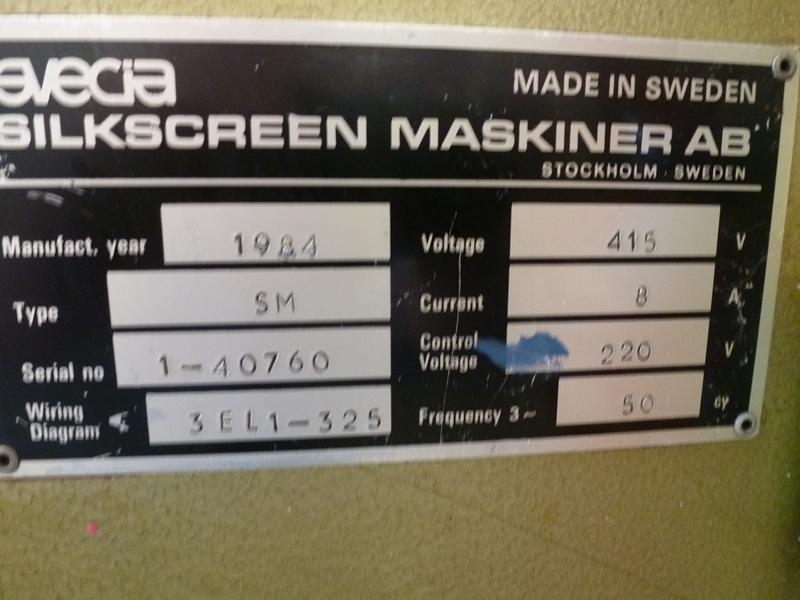 svecia
MADE IN SWEDEN
SILKSCREEN MASKINER AB
STOCKHOLM · SWEDEN
Manufact. year 1984
Voltage 415 V
Type SM
Current 8 A
Serial no 1-40760
Control Voltage 220 V
Wiring Diagram 3EL1-325
Frequency 3~ 50 cy